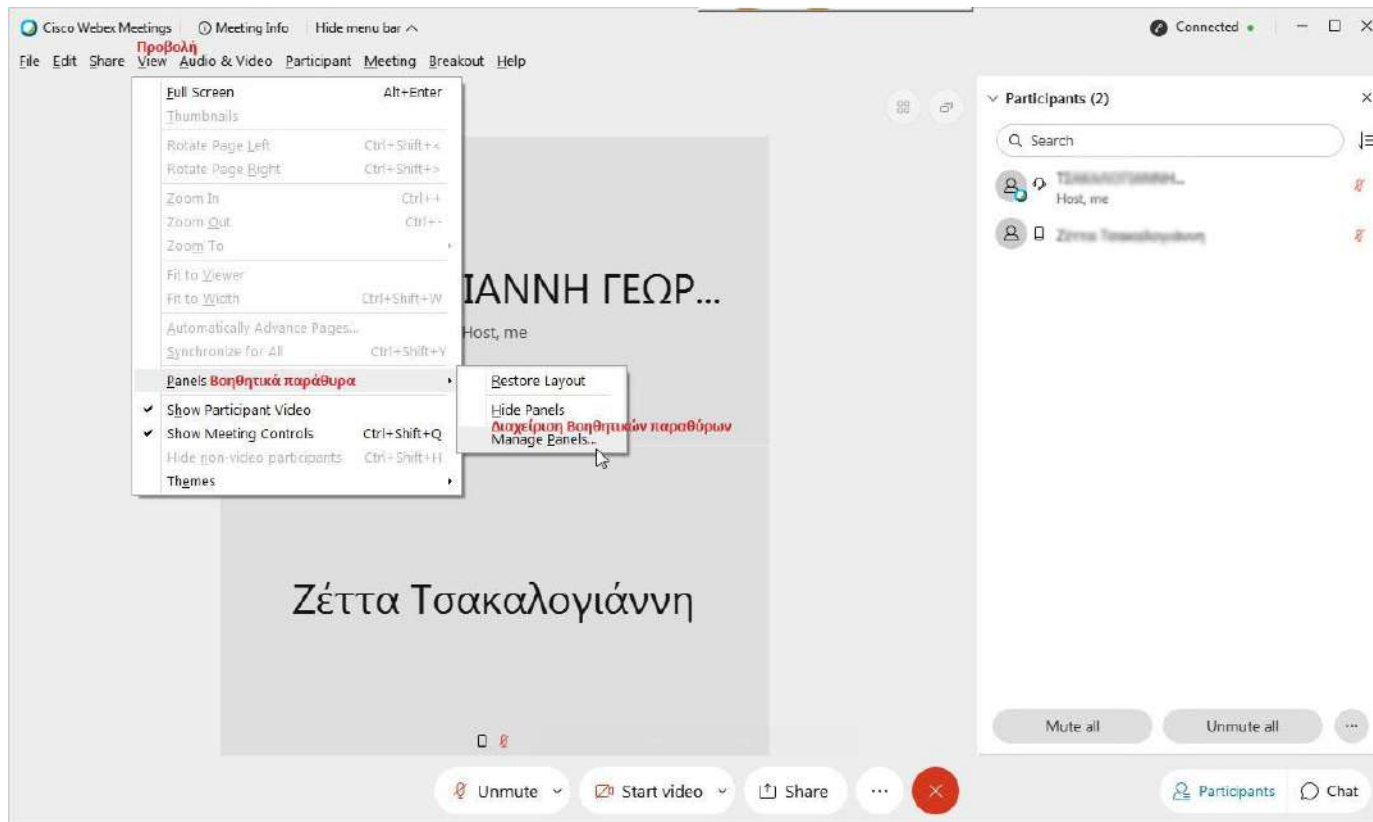 Cisco Webex Meetings Meeting Info Hide menu bar Connected
Προβολή
File Edit Share View Audio & Video Participant Meeting Breakout Help
Full Screen Alt+Enter
Thumbnails
Rotate Page Left Ctrl+Shift+<
Rotate Page Right Ctrl+Shift+>
Zoom In Ctrl++
Zoom Out Ctrl+-
Zoom To
Fit to Viewer
Fit to Width Ctrl+Shift+W
Automatically Advance Pages...
Synchronize for All Ctrl+Shift+Y
Panels Βοηθητικά παράθυρα
Show Participant Video
Show Meeting Controls Ctrl+Shift+Q
Hide non-video participants Ctrl+Shift+H
Themes
Restore Layout
Hide Panels
Διαχείριση Βοηθητικών παραθύρων
Manage Panels...
ΙΑΝΝΗ ΓΕΩΡ...
Host, me
Ζέττα Τσακαλογιάννη
Participants (2)
Search
Host, me
Mute all Unmute all
Unmute Start video Share Participants Chat